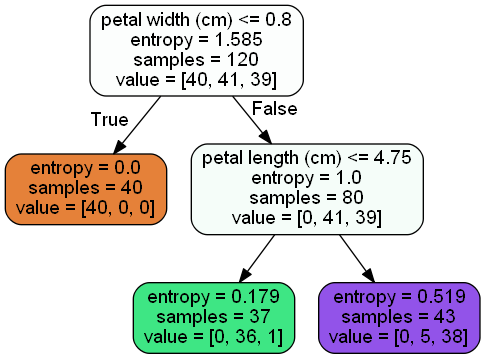 petal width (cm) <= 0.8
entropy = 1.585
samples = 120
value = [40, 41, 39]
True
False
entropy = 0.0
samples = 40
value = [40, 0, 0]
petal length (cm) <= 4.75
entropy = 1.0
samples = 80
value = [0, 41, 39]
entropy = 0.179
samples = 37
value = [0, 36, 1]
entropy = 0.519
samples = 43
value = [0, 5, 38]